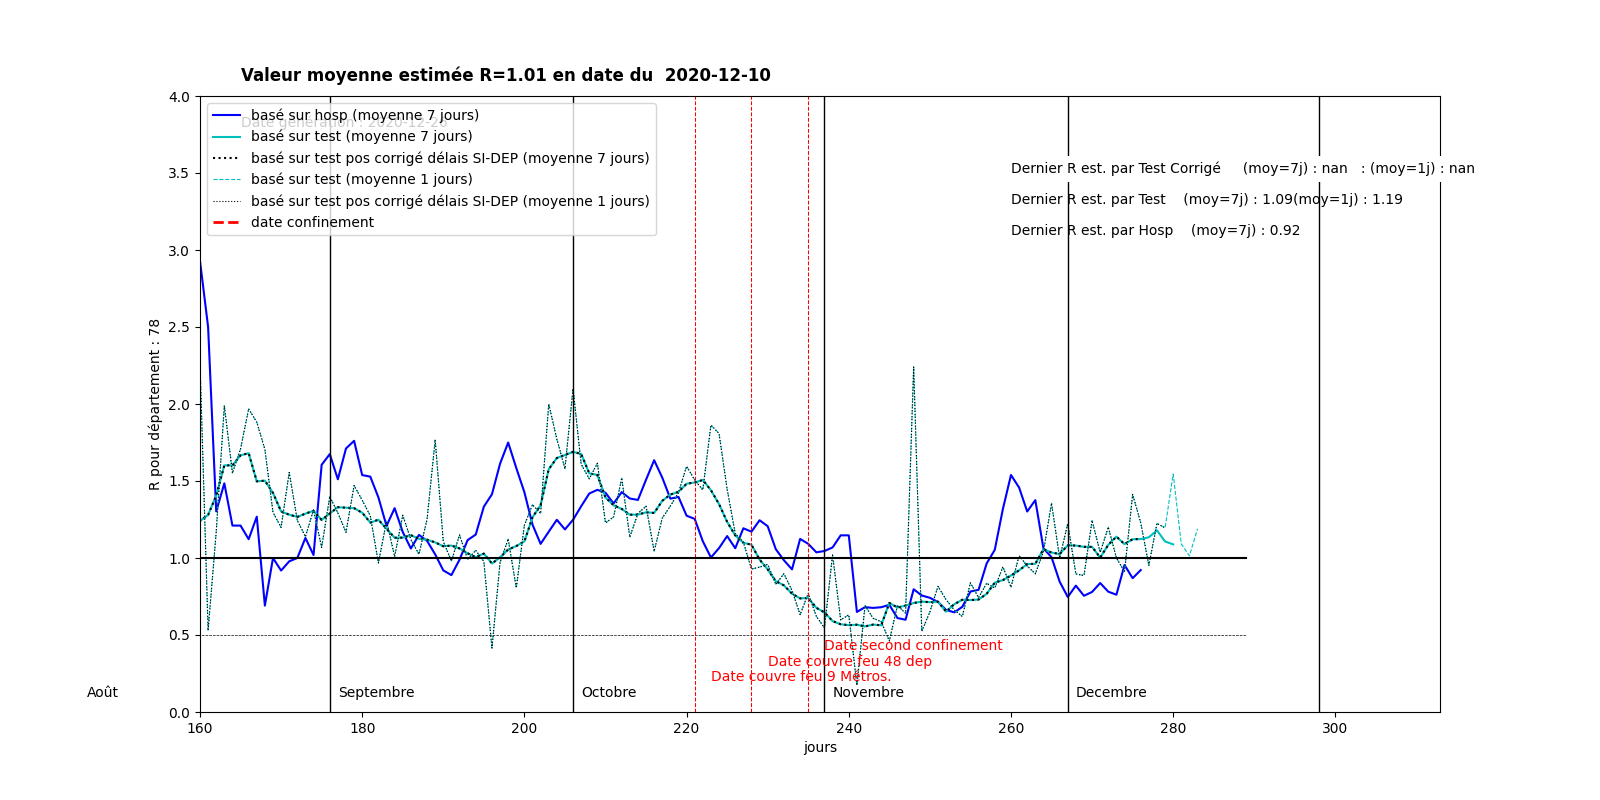 Valeur moyenne estimée R=1.01 en date du  2020-12-10
4.0
3.5
3.0
2.5
2.0
1.5
1.0
0.5
0.0
R pour département : 78
basé sur hosp (moyenne 7 jours)
Date génération : 2020-12-20
basé sur test (moyenne 7 jours)
basé sur test pos corrigé délais SI-DEP (moyenne 7 jours)
basé sur test (moyenne 1 jours)
basé sur test pos corrigé délais SI-DEP (moyenne 1 jours)
date confinement
Dernier R est. par Test Corrigé     (moy=7j) : nan   : (moy=1j) : nan
Dernier R est. par Test    (moy=7j) : 1.09(moy=1j) : 1.19
Dernier R est. par Hosp    (moy=7j) : 0.92
Date second confinement
Date couvre feu 48 dep
Date couvre feu 9 Métros.
Août Septembre Octobre Novembre Decembre
160 180 200 220 240 260 280 300
jours